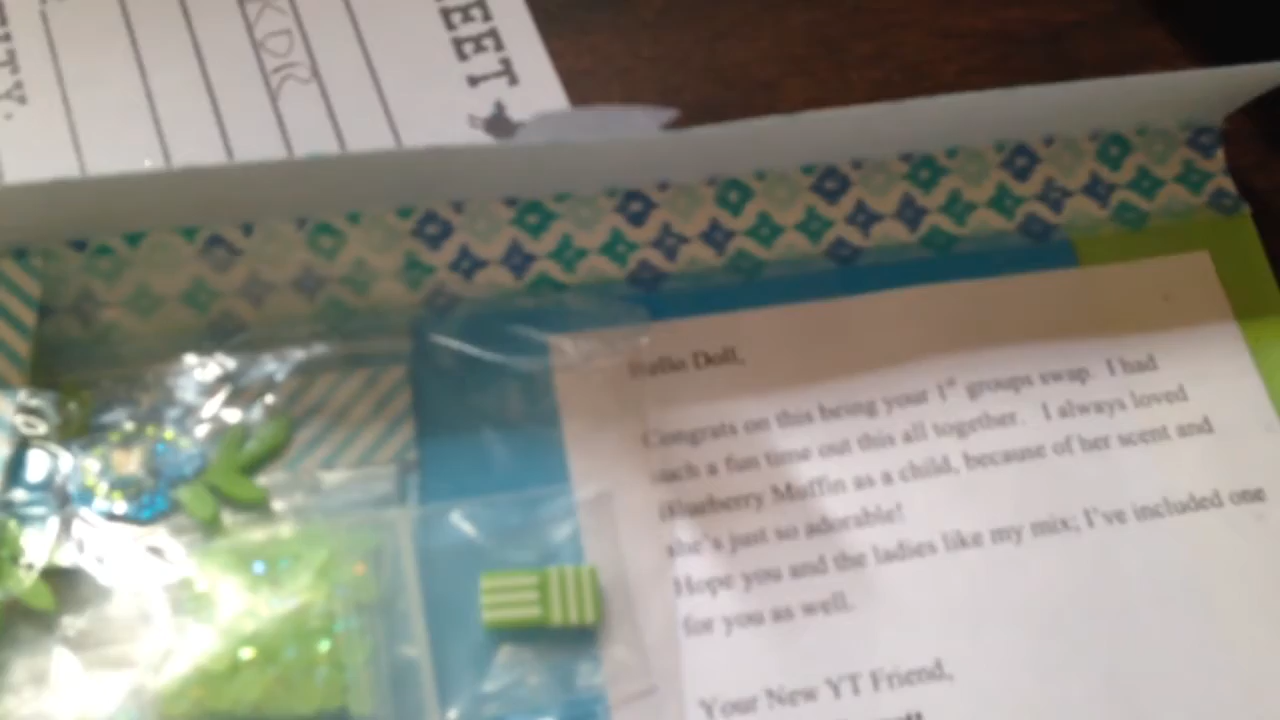 EET
KDR
ITY.
Hello Doll,
Congrats on this being your 1st groups swap. I had
such a fun time out this all together. I always loved
Blueberry Muffin as a child, because of her scent and
she's just so adorable!
Hope you and the ladies like my mix; I've included one
for you as well.
Your New YT Friend,